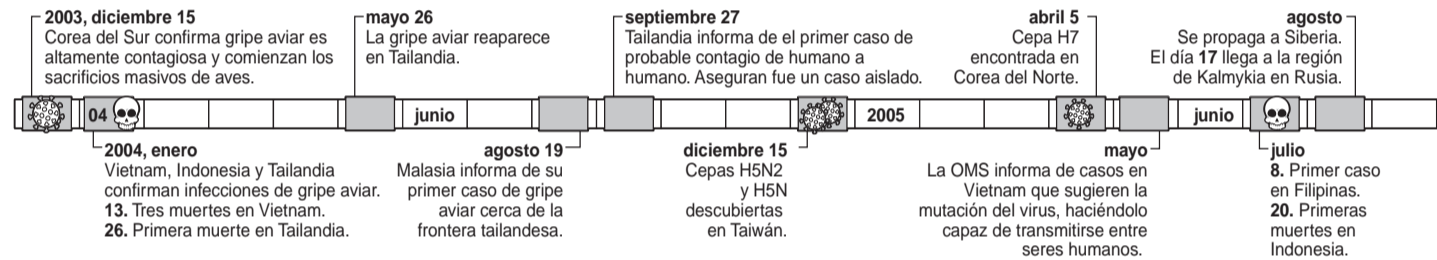 2003, diciembre 15
Corea del Sur confirma gripe aviar es
altamente contagiosa y comienzan los
sacrificios masivos de aves.
mayo 26
La gripe aviar reaparece
en Tailandia.
septiembre 27
Tailandia informa de el primer caso de
probable contagio de humano a
humano. Aseguran fue un caso aislado.
abril 5
Cepa H7
encontrada en
Corea del Norte.
agosto
Se propaga a Siberia.
El día 17 llega a la región
de Kalmykia en Rusia.
04
junio
2005
junio
2004, enero
Vietnam, Indonesia y Tailandia
confirman infecciones de gripe aviar.
13. Tres muertes en Vietnam.
26. Primera muerte en Tailandia.
agosto 19
Malasia informa de su
primer caso de gripe
aviar cerca de la
frontera tailandesa.
diciembre 15
Cepas H5N2
y H5N
descubiertas
en Taiwán.
mayo
La OMS informa de casos en
Vietnam que sugieren la
mutación del virus, haciéndolo
capaz de transmitirse entre
seres humanos.
julio
8. Primer caso
en Filipinas.
20. Primeras
muertes en
Indonesia.